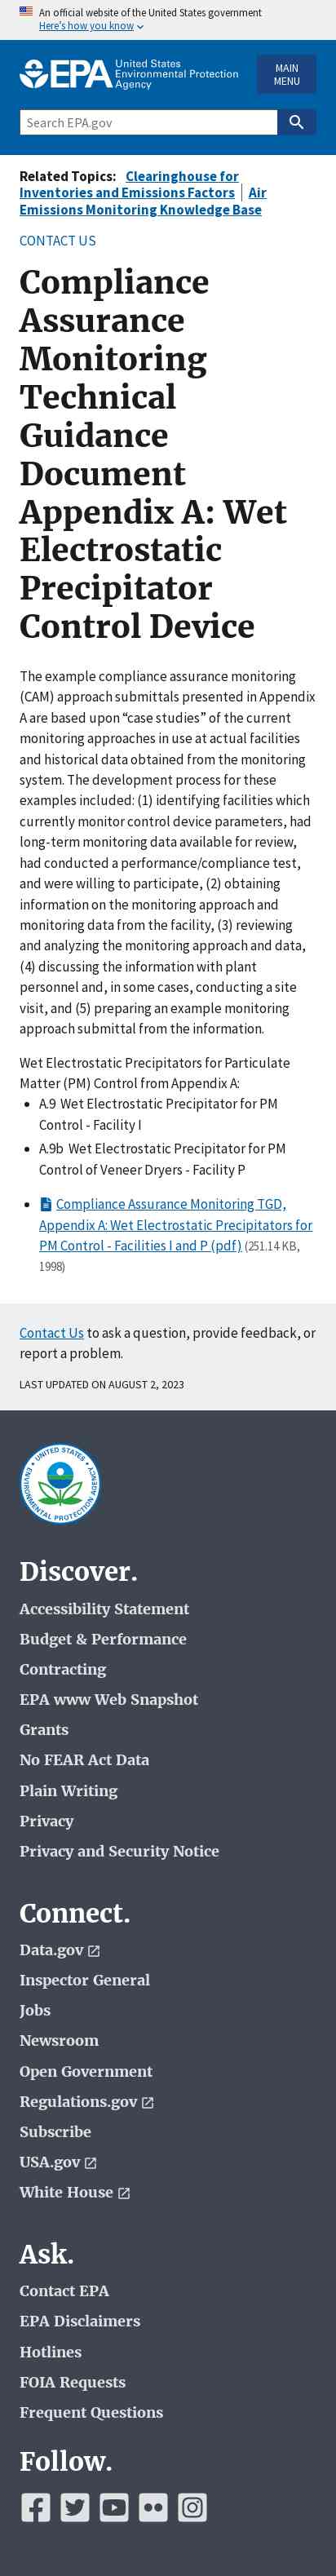 An official website of the United States government
Here's how you know
EPA United States
Environmental Protection
Agency
MAIN
MENU
Search EPA.gov
Related Topics: Clearinghouse for
Inventories and Emissions Factors | Air
Emissions Monitoring Knowledge Base
CONTACT US
Compliance
Assurance
Monitoring
Technical
Guidance
Document
Appendix A: Wet
Electrostatic
Precipitator
Control Device
The example compliance assurance monitoring
(CAM) approach submittals presented in Appendix
A are based upon “case studies” of the current
monitoring approaches in use at actual facilities
and historical data obtained from the monitoring
system. The development process for these
examples included: (1) identifying facilities which
currently monitor control device parameters, had
long-term monitoring data available for review,
had conducted a performance/compliance test,
and were willing to participate, (2) obtaining
information on the monitoring approach and
monitoring data from the facility, (3) reviewing
and analyzing the monitoring approach and data,
(4) discussing the information with plant
personnel and, in some cases, conducting a site
visit, and (5) preparing an example monitoring
approach submittal from the information.
Wet Electrostatic Precipitators for Particulate
Matter (PM) Control from Appendix A:
A.9 Wet Electrostatic Precipitator for PM
Control - Facility I
A.9b Wet Electrostatic Precipitator for PM
Control of Veneer Dryers - Facility P
Compliance Assurance Monitoring TGD,
Appendix A: Wet Electrostatic Precipitators for
PM Control - Facilities I and P (pdf) (251.14 KB,
1998)
Contact Us to ask a question, provide feedback, or
report a problem.
LAST UPDATED ON AUGUST 2, 2023
UNITED STATES
ENVIRONMENTAL PROTECTION AGENCY
Discover.
Accessibility Statement
Budget & Performance
Contracting
EPA www Web Snapshot
Grants
No FEAR Act Data
Plain Writing
Privacy
Privacy and Security Notice
Connect.
Data.gov
Inspector General
Jobs
Newsroom
Open Government
Regulations.gov
Subscribe
USA.gov
White House
Ask.
Contact EPA
EPA Disclaimers
Hotlines
FOIA Requests
Frequent Questions
Follow.